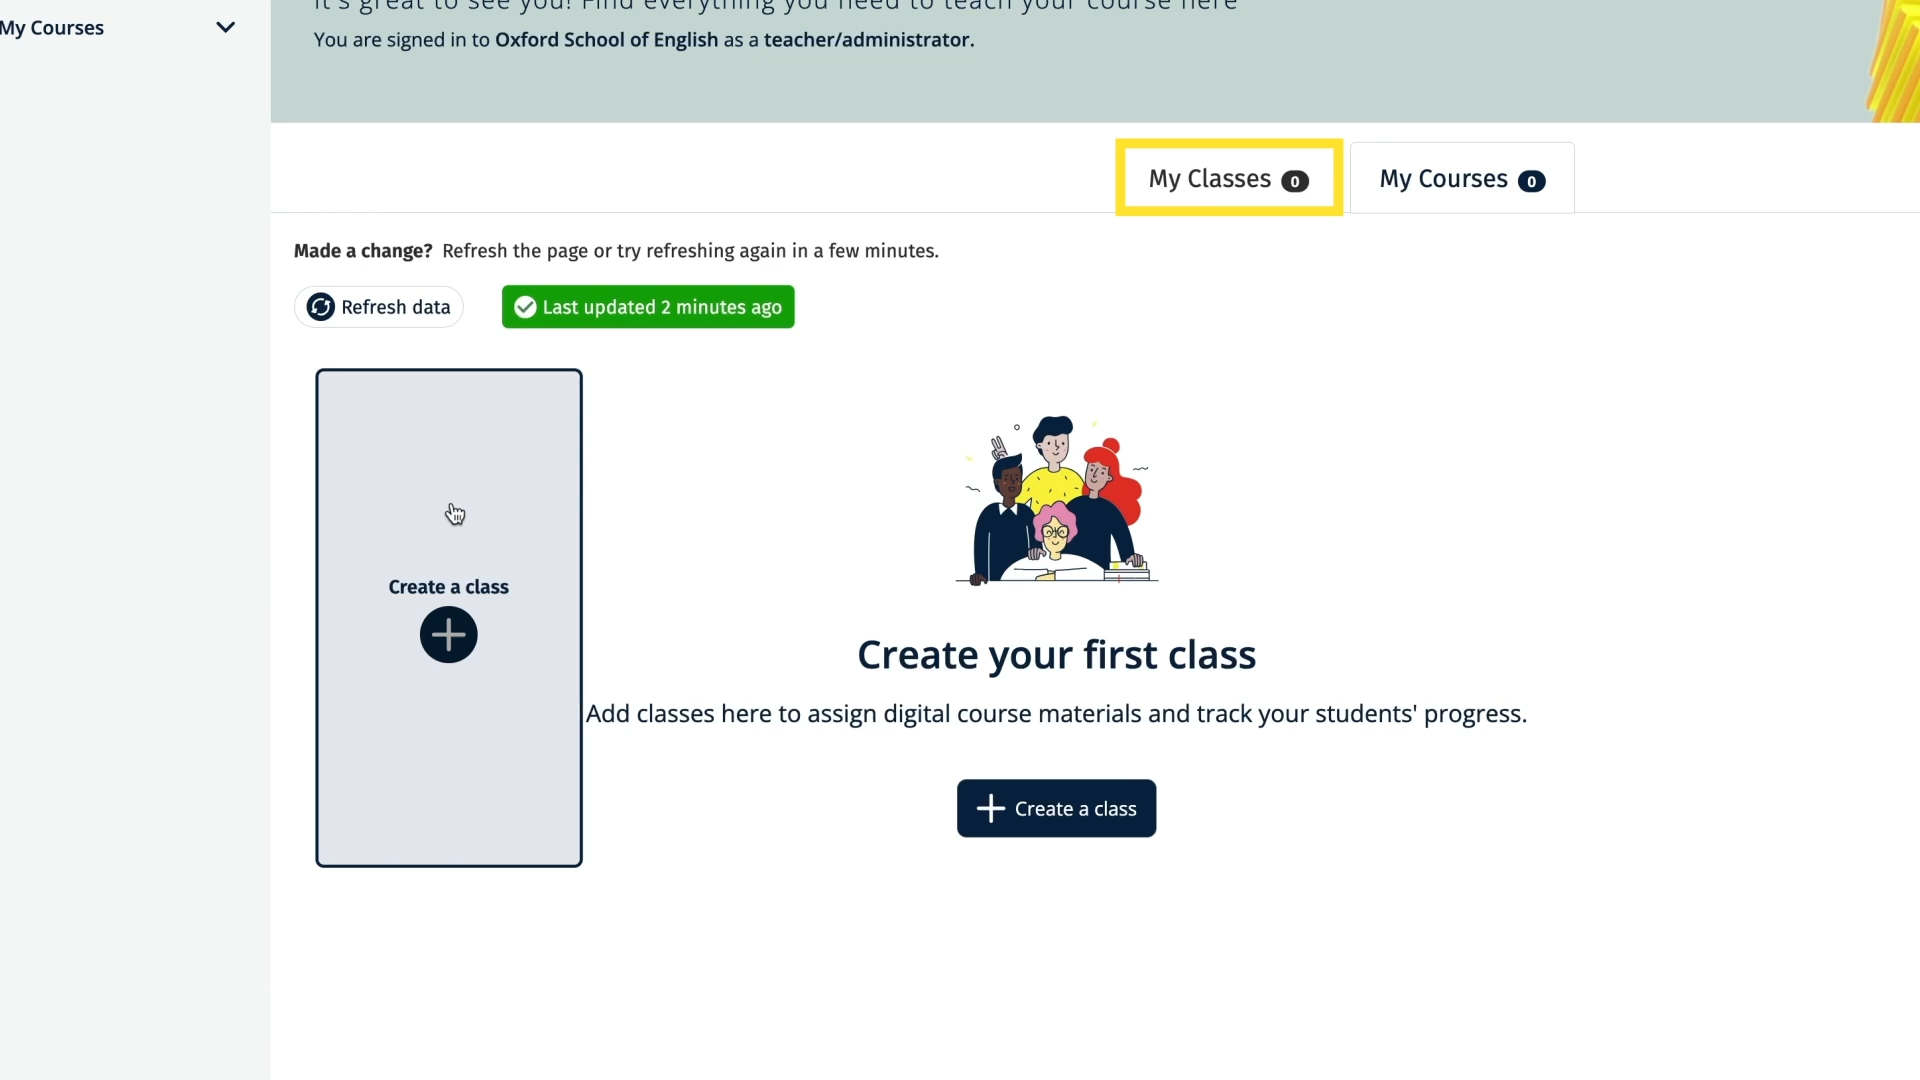 My Courses
It's great to see you! Find everything you need to teach your course here
You are signed in to Oxford School of English as a teacher/administrator.
My Classes 0
My Courses 0
Made a change? Refresh the page or try refreshing again in a few minutes.
Refresh data
Last updated 2 minutes ago
Create a class
Create your first class
Add classes here to assign digital course materials and track your students' progress.
Create a class